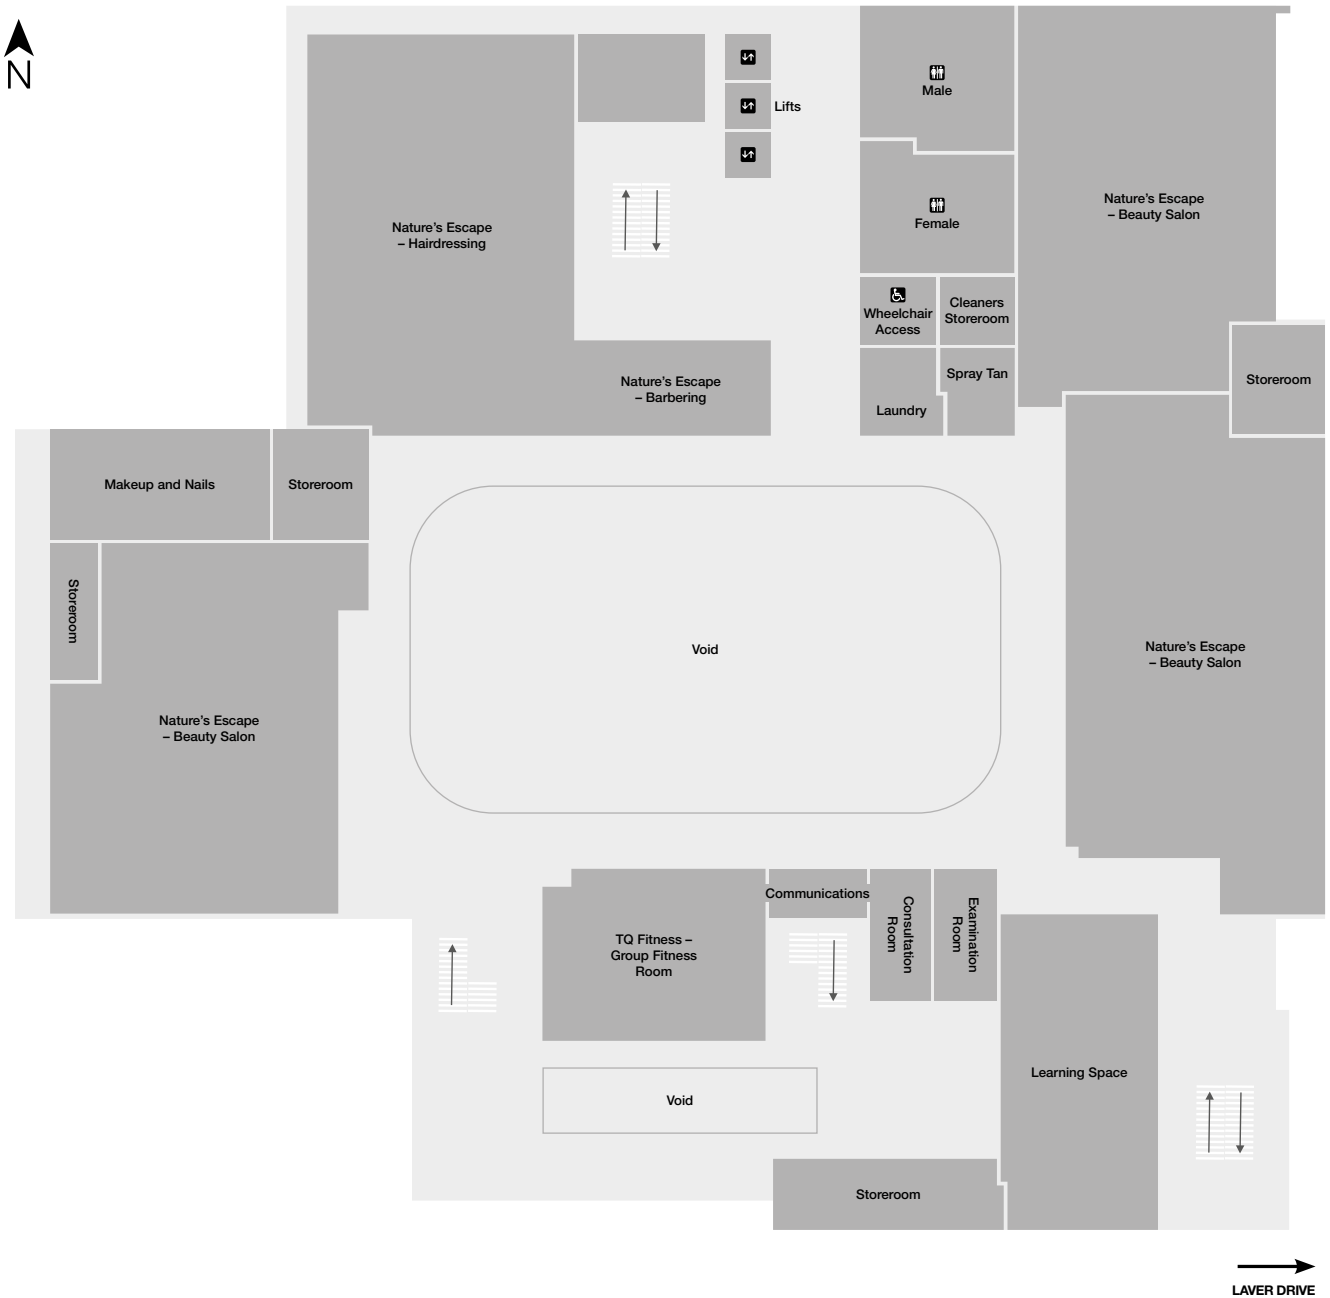 N
Male
Lifts
Nature’s Escape
– Beauty Salon
Female
Nature’s Escape
– Hairdressing
Wheelchair
Access
Cleaners
Storeroom
Spray Tan
Laundry
Storeroom
Nature’s Escape
– Barbering
Makeup and Nails
Storeroom
Storeroom
Void
Nature’s Escape
– Beauty Salon
Nature’s Escape
– Beauty Salon
Communications
Consultation
Room
Examination
Room
TQ Fitness –
Group Fitness
Room
Learning Space
Void
Storeroom
LAVER DRIVE